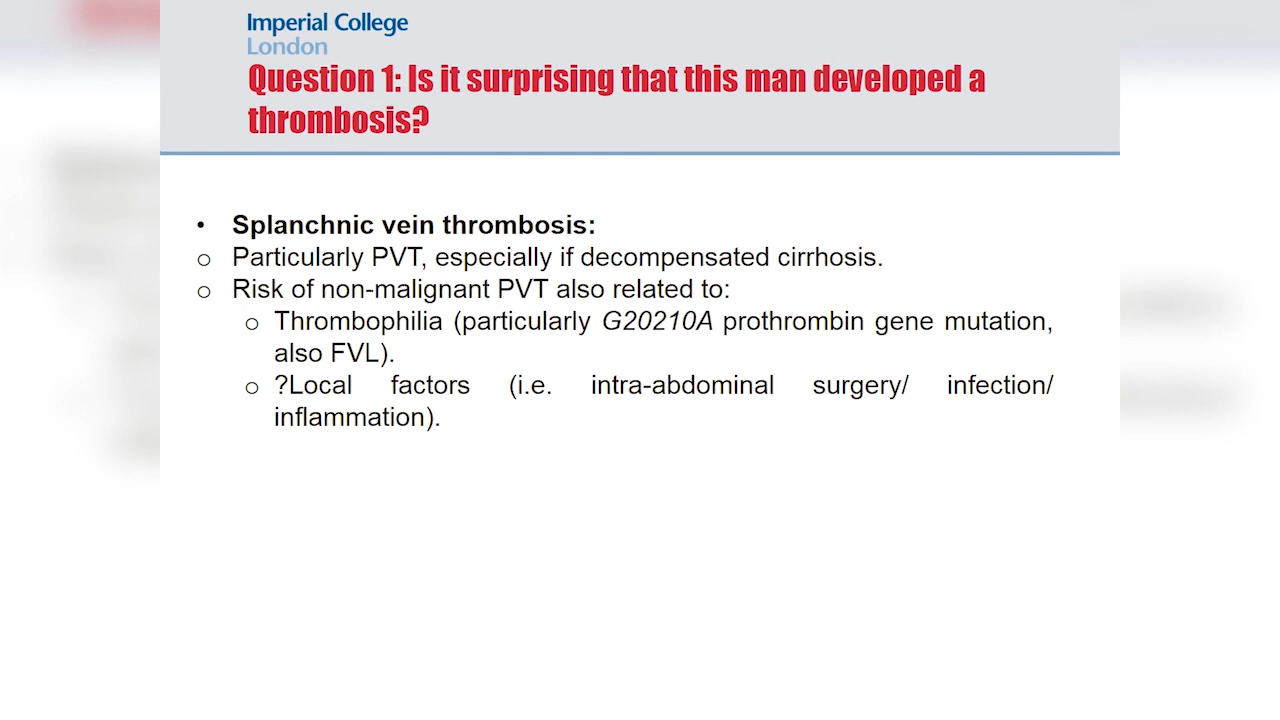 Imperial College
London
Question 1: Is it surprising that this man developed a
thrombosis?
• Splanchnic vein thrombosis:
o Particularly PVT, especially if decompensated cirrhosis.
o Risk of non-malignant PVT also related to:
o Thrombophilia (particularly G20210A prothrombin gene mutation,
also FVL).
o ?Local factors (i.e. intra-abdominal surgery/ infection/
inflammation).